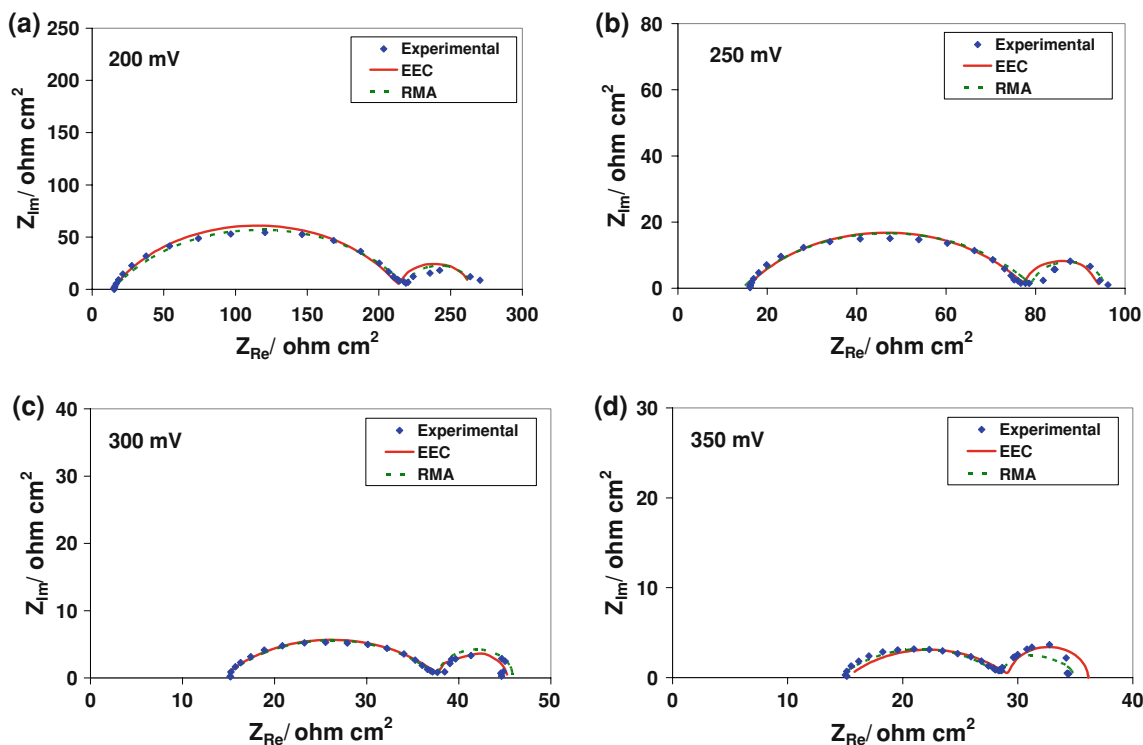 (a)
250
200
150
100
50
0
200 mV
Experimental
EEC
RMA
Z_Im/ ohm cm²
0 50 100 150 200 250 300
Z_Re/ ohm cm²
(b)
80
60
40
20
0
250 mV
Experimental
EEC
RMA
Z_Im/ ohm cm²
0 20 40 60 80 100
Z_Re/ ohm cm²
(c)
40
30
20
10
0
300 mV
Experimental
EEC
RMA
Z_Im/ ohm cm²
0 10 20 30 40 50
Z_Re/ ohm cm²
(d)
30
20
10
0
350 mV
Experimental
EEC
RMA
Z_Im/ ohm cm²
0 10 20 30 40
Z_Re/ ohm cm²